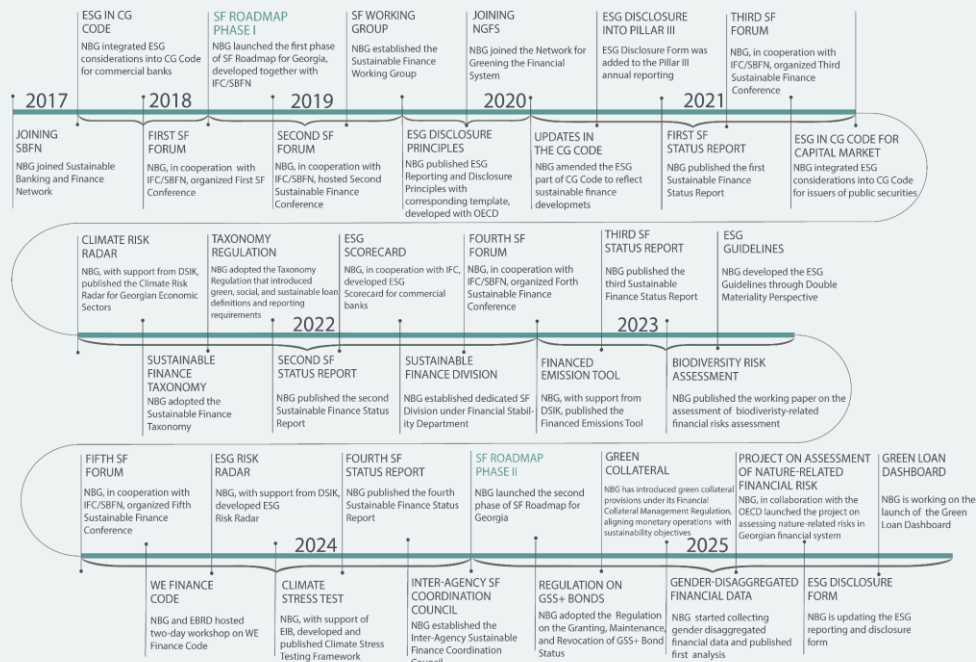 ESG IN CG
CODE
NBG integrated ESG
considerations into CG Code
for commercial banks
SF ROADMAP
PHASE I
NBG launched the first phase
of SF Roadmap for Georgia,
developed together with
IFC/SBFN
SF WORKING
GROUP
NBG established the
Sustainable Finance
Working Group
JOINING
NGFS
NBG joined the Network for
Greening the Financial
System
ESG DISCLOSURE
INTO PILLAR III
ESG Disclosure Form was
added to the Pillar III
annual reporting
THIRD SF
FORUM
NBG, in cooperation with
IFC/SBFN, organized Third
Sustainable Finance
Conference
2017
2018
2019
2020
2021
JOINING
SBFN
NBG joined Sustainable
Banking and Finance
Network
FIRST SF
FORUM
NBG, in cooperation with
IFC/SBFN, organized First SF
Conference
SECOND SF
FORUM
NBG, in cooperation with
IFC/SBFN, hosted Second
Sustainable Finance
Conference
ESG DISCLOSURE
PRINCIPLES
NBG published ESG
Reporting and Disclosure
Principles with
corresponding template,
developed with OECD
UPDATES IN
THE CG CODE
NBG amended the ESG
part of CG Code to reflect
sustainable finance
developmets
FIRST SF
STATUS REPORT
NBG published the first
Sustainable Finance
Status Report
ESG IN CG CODE FOR
CAPITAL MARKET
NBG integrated ESG
considerations into CG Code
for issuers of public securities
CLIMATE RISK
RADAR
NBG, with support from DSIK,
published the Climate Risk
Radar for Georgian Economic
Sectors
TAXONOMY
REGULATION
NBG adopted the Taxonomy
Regulation that introduced
green, social, and sustainable loan
definitions and reporting
requirements
ESG
SCORECARD
NBG, in cooperation with IFC,
developed ESG
Scorecard for commercial
banks
FOURTH SF
FORUM
NBG, in cooperation with
IFC/SBFN, organized Forth
Sustainable Finance
Conference
THIRD SF
STATUS REPORT
NBG published the
third Sustainable
Finance Status Report
ESG
GUIDELINES
NBG developed the ESG
Guidelines through Double
Materiality Perspective
2022
2023
SUSTAINABLE
FINANCE
TAXONOMY
NBG adopted the
Sustainable Finance
Taxonomy
SECOND SF
STATUS REPORT
NBG published the second
Sustainable Finance Status
Report
SUSTAINABLE
FINANCE DIVISION
NBG established dedicated SF
Division under Financial Stabil-
ity Department
FINANCED
EMISSION TOOL
NBG, with support from
DSIK, published the
Financed Emissions Tool
BIODIVERSITY RISK
ASSESSMENT
NBG published the working paper on the
assessment of biodiveristy-related
financial risks assessment
FIFTH SF
FORUM
NBG, in cooperation with
IFC/SBFN, organized Fifth
Sustainable Finance
Conference
ESG RISK
RADAR
NBG, with support from DSIK,
developed ESG
Risk Radar
FOURTH SF
STATUS REPORT
NBG published the fourth
Sustainable Finance Status
Report
SF ROADMAP
PHASE II
NBG launched the second
phase of SF Roadmap for
Georgia
GREEN
COLLATERAL
NBG has introduced green collateral
provisions under its Financial
Collateral Management Regulation,
aligning monetary operations with
sustainability objectives
PROJECT ON ASSESSMENT
OF NATURE-RELATED
FINANCIAL RISK
NBG, in collaboration with the
OECD launched the project on
assessing nature-related risks in
Georgian financial system
GREEN LOAN
DASHBOARD
NBG is working on the
launch of the Green
Loan Dashboard
2024
2025
WE FINANCE
CODE
NBG and EBRD hosted
two-day workshop on WE
Finance Code
CLIMATE
STRESS TEST
NBG, with support of
EIB, developed and
published Climate Stress
Testing Framework
INTER-AGENCY SF
COORDINATION
COUNCIL
NBG established the
Inter-Agency Sustainable
Finance Coordination
Council
REGULATION ON
GSS+ BONDS
NBG adopted the Regulation
on the Granting, Maintenance,
and Revocation of GSS+ Bond
Status
GENDER-DISAGGREGATED
FINANCIAL DATA
NBG started collecting
gender disaggregated
financial data and published
first analysis
ESG DISCLOSURE
FORM
NBG is updating the ESG
reporting and disclosure
form